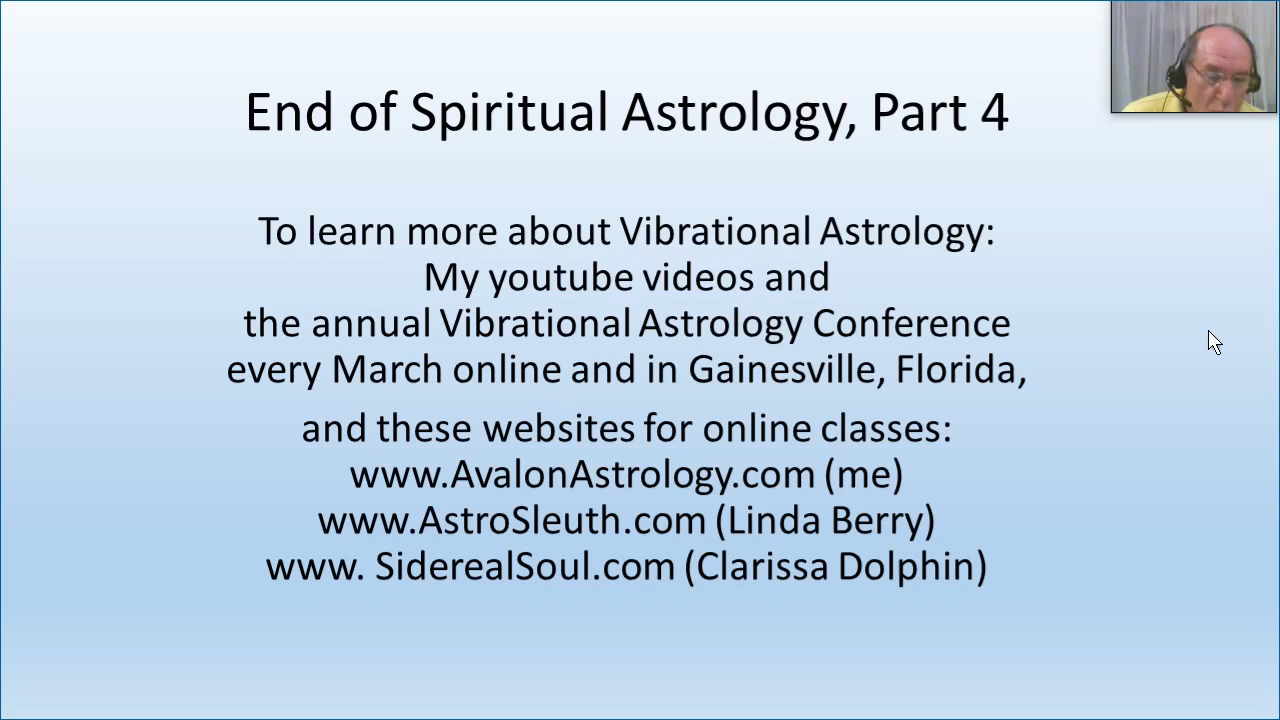 End of Spiritual Astrology, Part 4
To learn more about Vibrational Astrology:
My youtube videos and
the annual Vibrational Astrology Conference
every March online and in Gainesville, Florida,
and these websites for online classes:
www.AvalonAstrology.com (me)
www.AstroSleuth.com (Linda Berry)
www. SiderealSoul.com (Clarissa Dolphin)